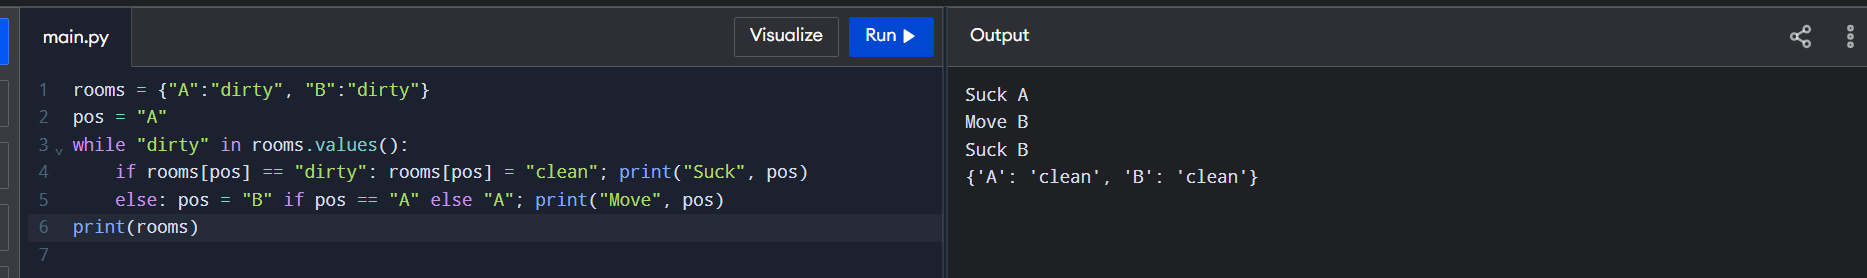 main.py
Visualize
Run
Output
1 rooms = {"A":"dirty", "B":"dirty"}
2 pos = "A"
3 while "dirty" in rooms.values():
4     if rooms[pos] == "dirty": rooms[pos] = "clean"; print("Suck", pos)
5     else: pos = "B" if pos == "A" else "A"; print("Move", pos)
6 print(rooms)
7
Suck A
Move B
Suck B
{'A': 'clean', 'B': 'clean'}